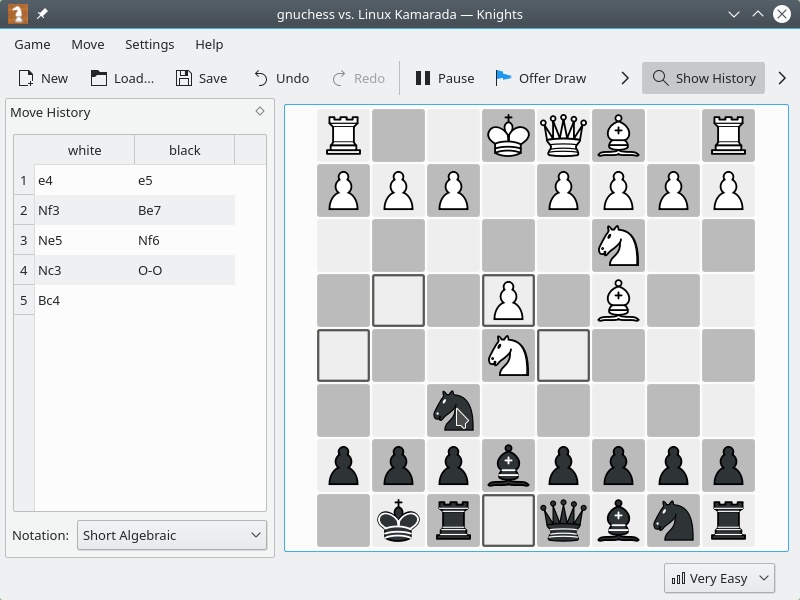 gnuchess vs. Linux Kamarada — Knights
Game Move Settings Help
New Load... Save Undo Redo Pause Offer Draw Show History
Move History
white black
1 e4 e5
2 Nf3 Be7
3 Ne5 Nf6
4 Nc3 O-O
5 Bc4
Notation: Short Algebraic
Very Easy